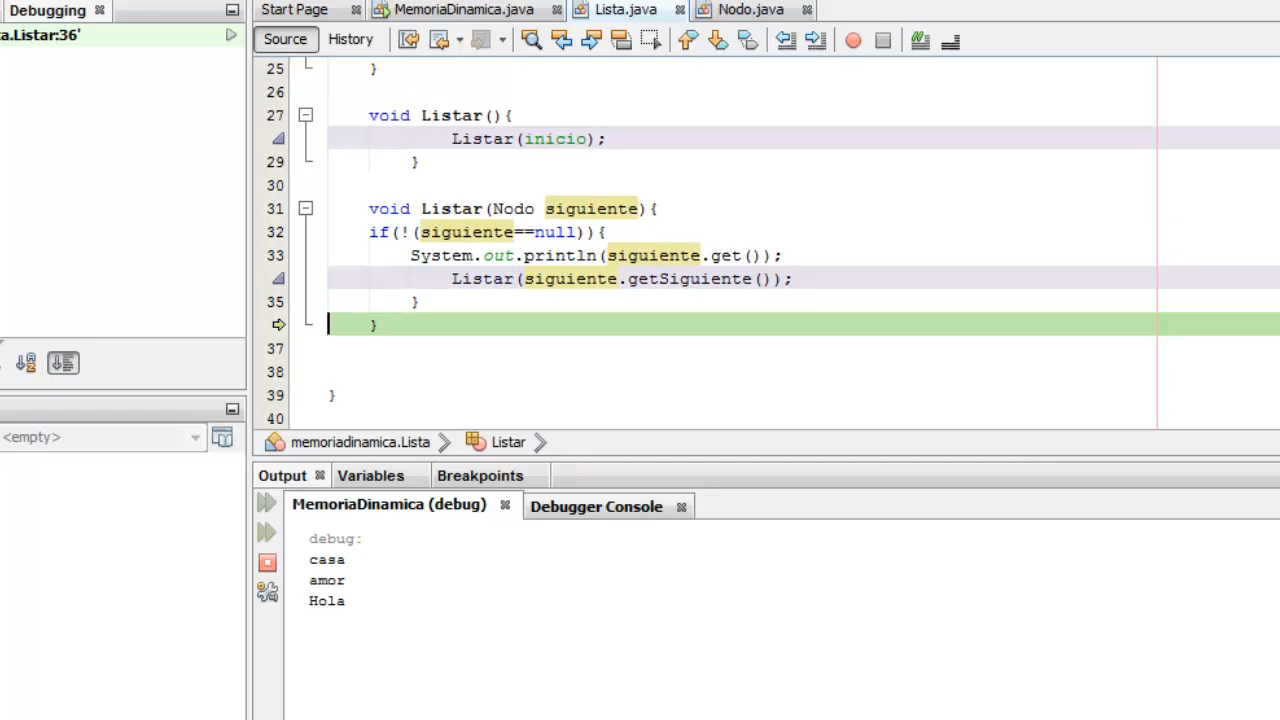 Debugging
Start Page
MemoriaDinamica.java
Lista.java
Nodo.java
a.Listar:36'
Source
History
25 }
26
27 void Listar(){
Listar(inicio);
29 }
30
31 void Listar(Nodo siguiente){
32 if(!(siguiente==null)){
33 System.out.println(siguiente.get());
Listar(siguiente.getSiguiente());
35 }
}
37
38
39 }
40
<empty>
memoriadinamica.Lista
Listar
Output
Variables
Breakpoints
MemoriaDinamica (debug)
Debugger Console
debug:
casa
amor
Hola